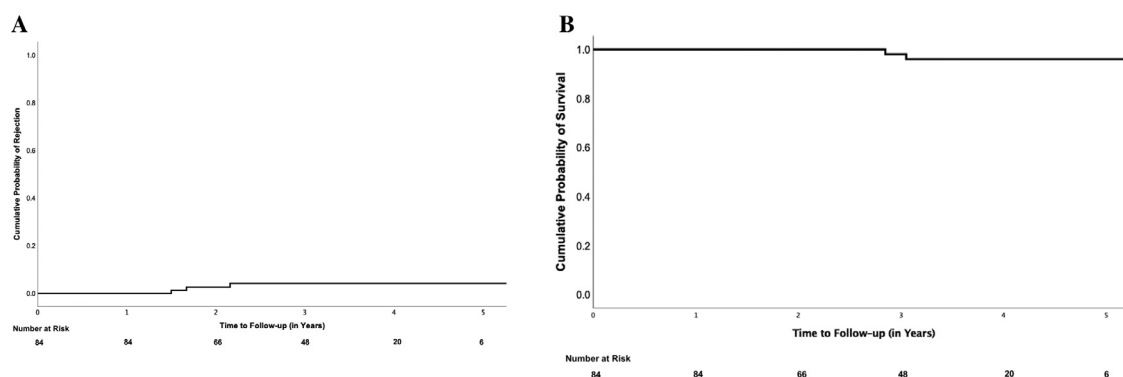 A
Cumulative Probability of Rejection
1.0
0.8
0.6
0.4
0.2
0.0
0 1 2 3 4 5
Time to Follow-up (in Years)
Number at Risk
84 84 66 48 20 6
B
Cumulative Probability of Survival
1.0
0.8
0.6
0.4
0.2
0.0
0 1 2 3 4 5
Time to Follow-up (in Years)
Number at Risk
84 84 66 48 20 6